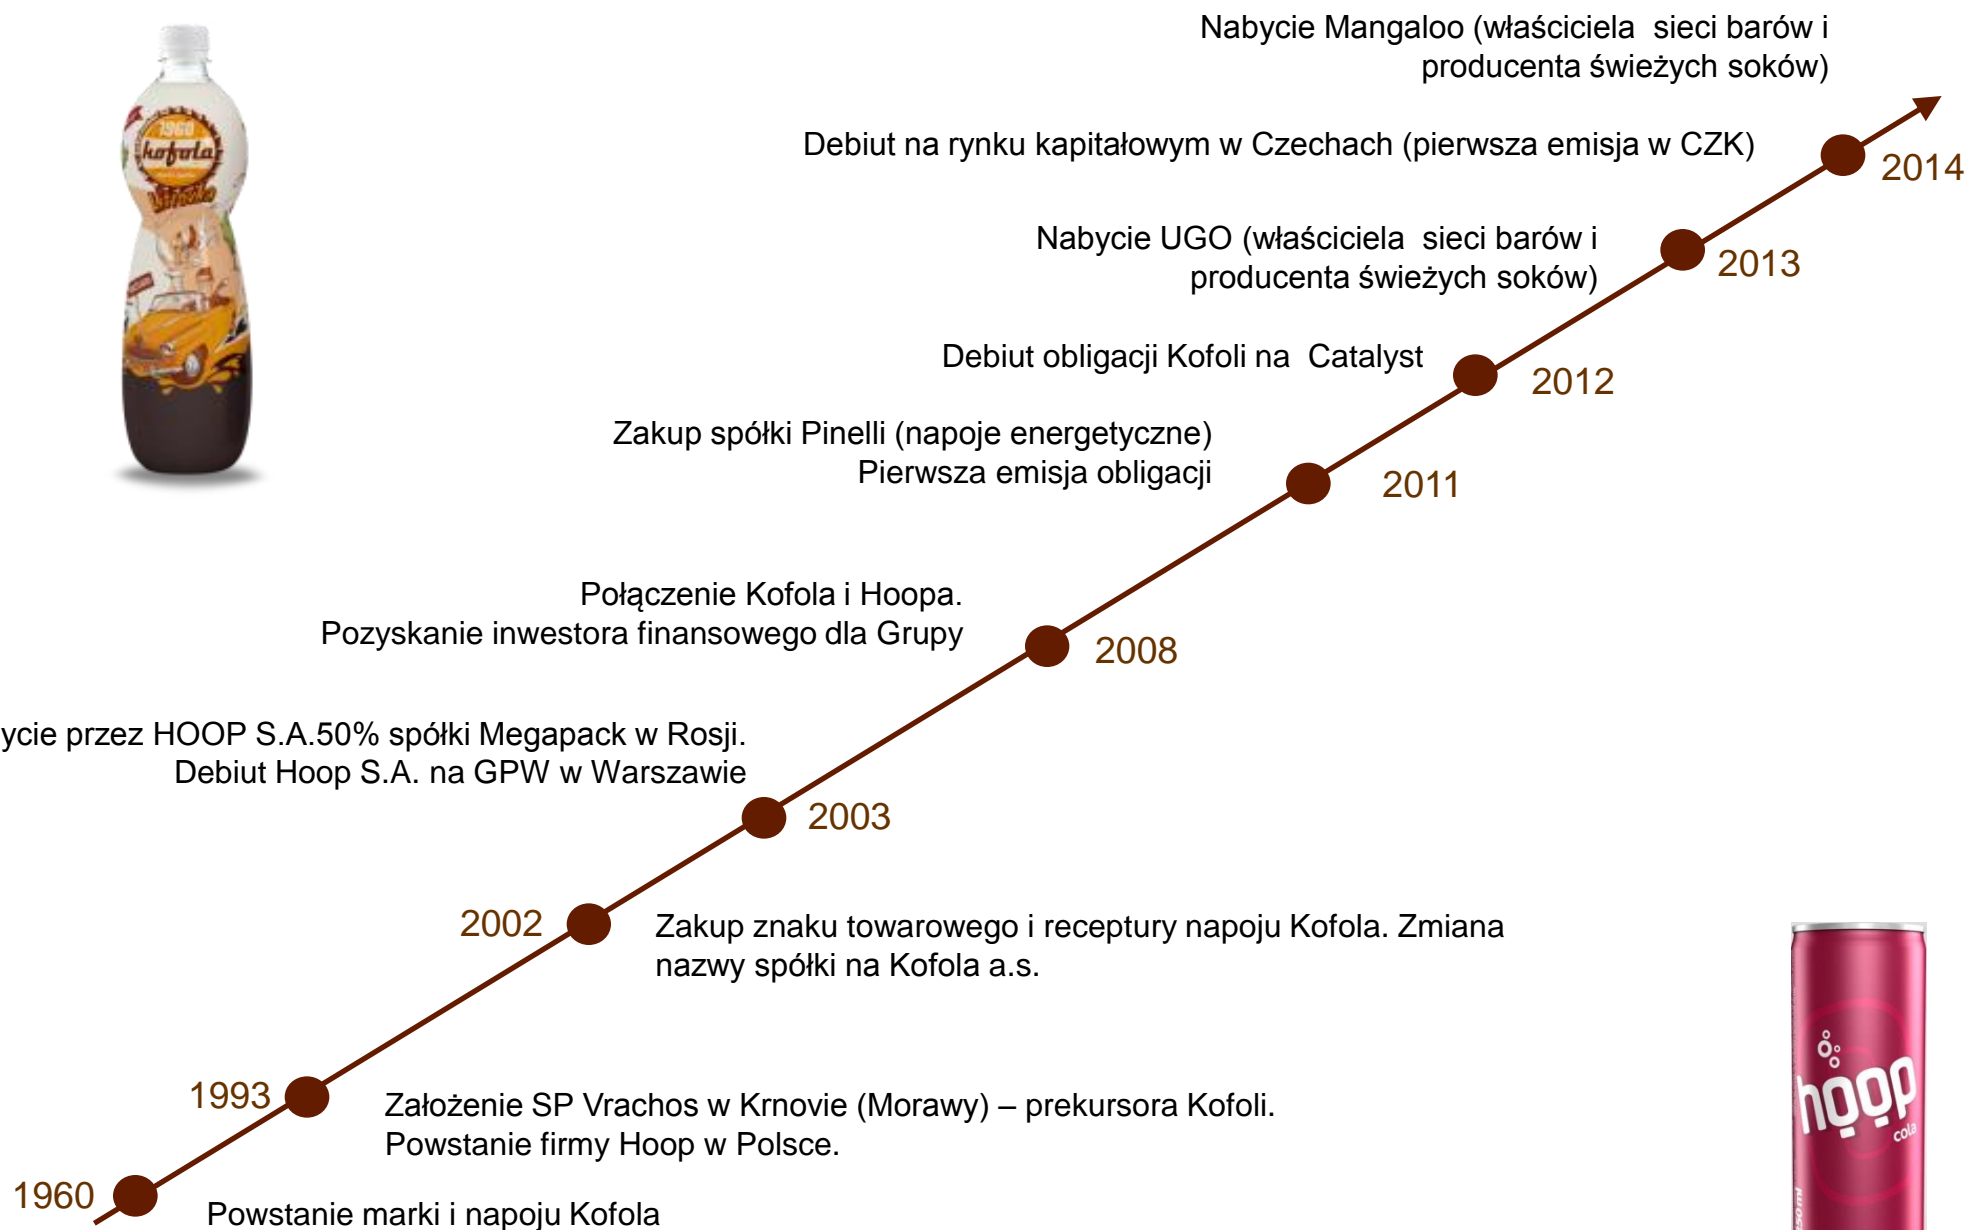 Nabycie Mangaloo (właściciela sieci barów i
producenta świeżych soków)
2014
Debiut na rynku kapitałowym w Czechach (pierwsza emisja w CZK)
Nabycie UGO (właściciela sieci barów i
producenta świeżych soków)
2013
Debiut obligacji Kofoli na Catalyst
2012
Zakup spółki Pinelli (napoje energetyczne)
Pierwsza emisja obligacji
2011
Połączenie Kofola i Hoopa.
Pozyskanie inwestora finansowego dla Grupy
2008
ycie przez HOOP S.A.50% spółki Megapack w Rosji.
Debiut Hoop S.A. na GPW w Warszawie
2003
2002
Zakup znaku towarowego i receptury napoju Kofola. Zmiana
nazwy spółki na Kofola a.s.
1993
Założenie SP Vrachos w Krnovie (Morawy) – prekursora Kofoli.
Powstanie firmy Hoop w Polsce.
1960
Powstanie marki i napoju Kofola
1960
kofola
hoop
cola
250 ml